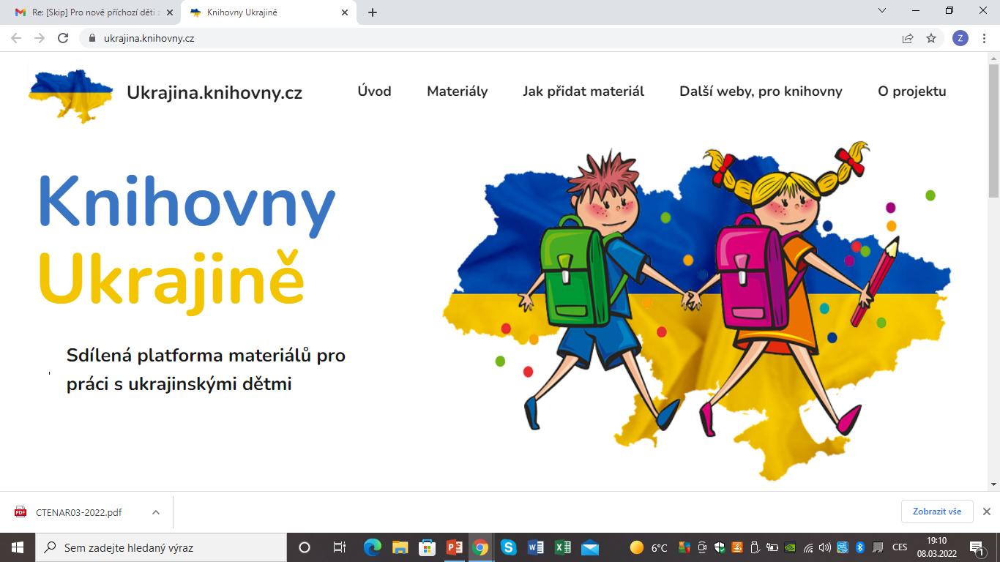 Re: [Skip] Pro nově příchozí děti z
Knihovny Ukrajině
ukrajina.knihovny.cz
Z
Ukrajina.knihovny.cz
Úvod
Materiály
Jak přidat materiál
Další weby, pro knihovny
O projektu
Knihovny
Ukrajině
Sdílená platforma materiálů pro
práci s ukrajinskými dětmi
PDF
CTENAR03-2022.pdf
Zobrazit vše
Sem zadejte hledaný výraz
6°C
CES
19:10
08.03.2022
1